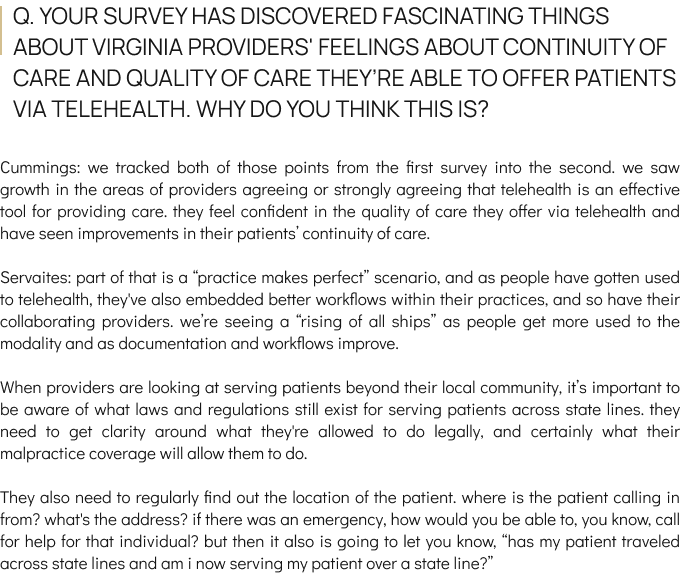 Q. YOUR SURVEY HAS DISCOVERED FASCINATING THINGS
ABOUT VIRGINIA PROVIDERS' FEELINGS ABOUT CONTINUITY OF
CARE AND QUALITY OF CARE THEY’RE ABLE TO OFFER PATIENTS
VIA TELEHEALTH. WHY DO YOU THINK THIS IS?
Cummings: we tracked both of those points from the first survey into the second. we saw
growth in the areas of providers agreeing or strongly agreeing that telehealth is an effective
tool for providing care. they feel confident in the quality of care they offer via telehealth and
have seen improvements in their patients’ continuity of care.
Servaites: part of that is a “practice makes perfect” scenario, and as people have gotten used
to telehealth, they've also embedded better workflows within their practices, and so have their
collaborating providers. we’re seeing a “rising of all ships” as people get more used to the
modality and as documentation and workflows improve.
When providers are looking at serving patients beyond their local community, it’s important to
be aware of what laws and regulations still exist for serving patients across state lines. they
need to get clarity around what they're allowed to do legally, and certainly what their
malpractice coverage will allow them to do.
They also need to regularly find out the location of the patient. where is the patient calling in
from? what's the address? if there was an emergency, how would you be able to, you know, call
for help for that individual? but then it also is going to let you know, “has my patient traveled
across state lines and am i now serving my patient over a state line?”